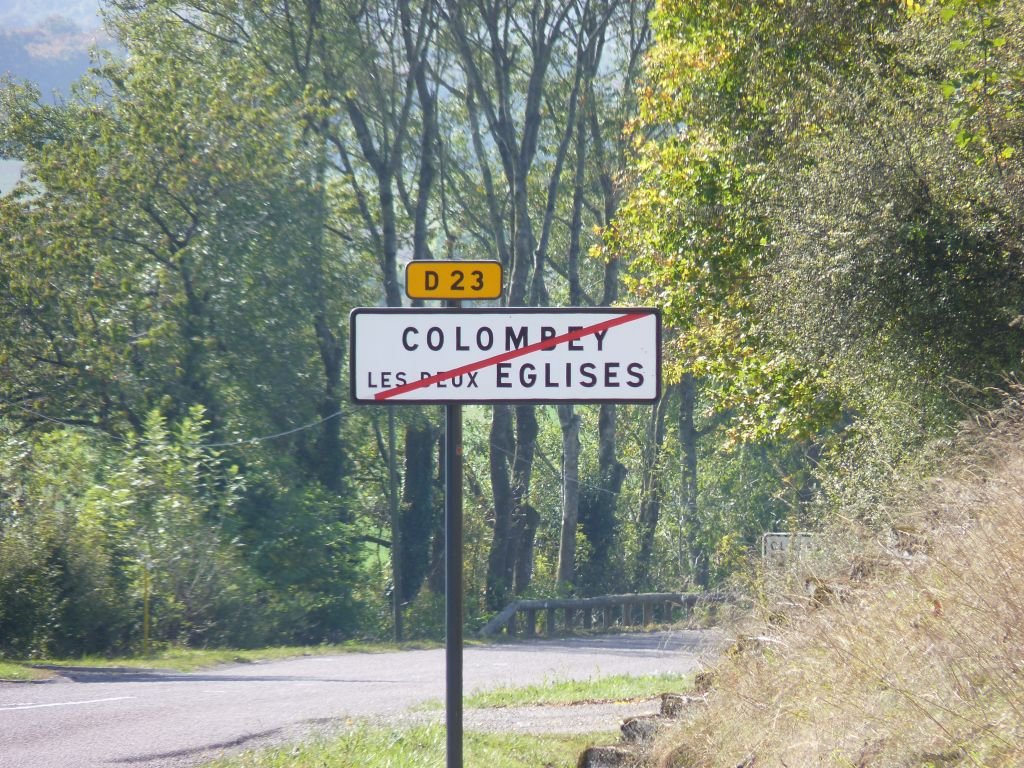 D 23
COLOMBEY
LES DEUX EGLISES